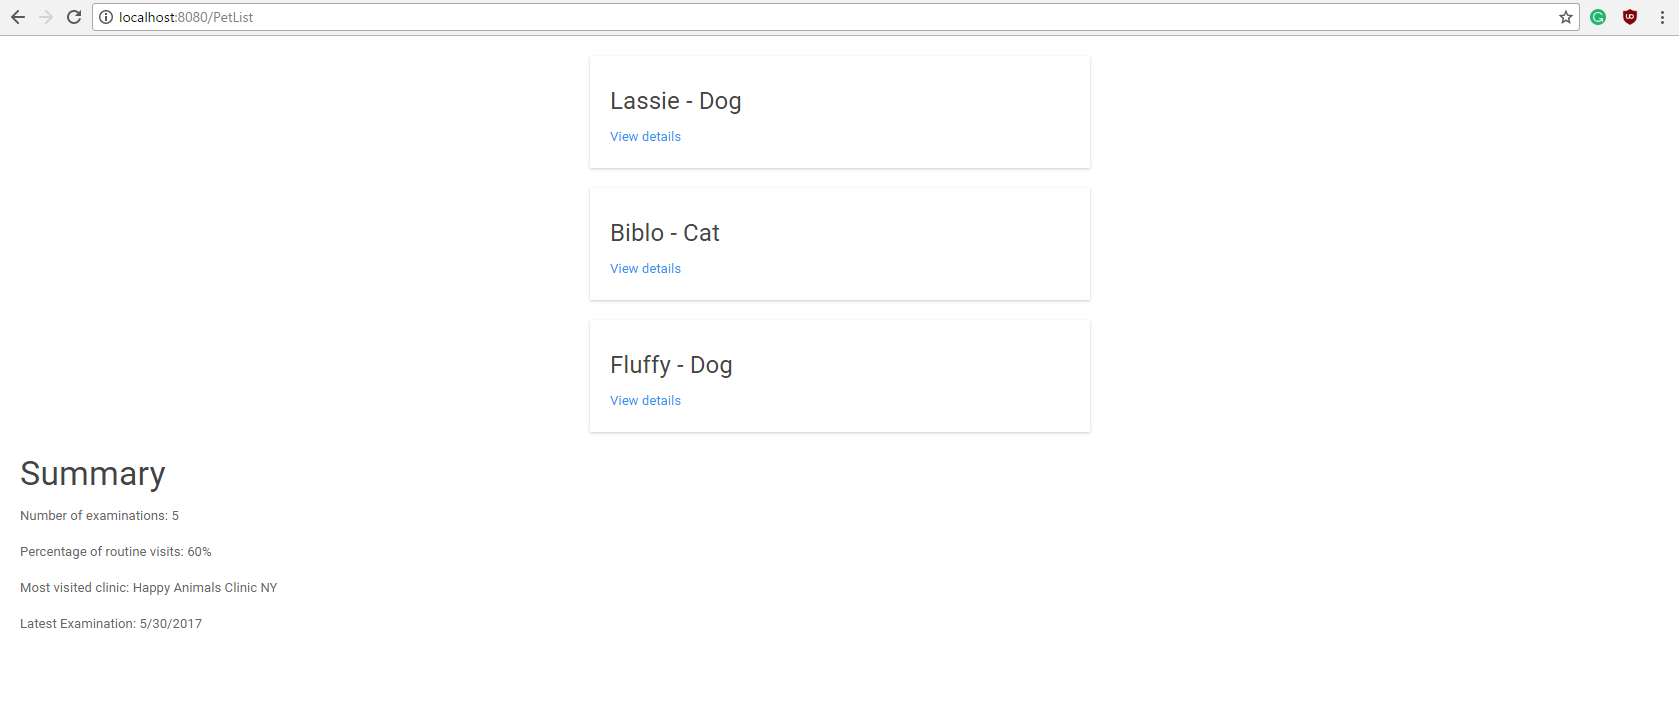 localhost:8080/PetList
Lassie - Dog
View details
Biblo - Cat
View details
Fluffy - Dog
View details
Summary
Number of examinations: 5
Percentage of routine visits: 60%
Most visited clinic: Happy Animals Clinic NY
Latest Examination: 5/30/2017